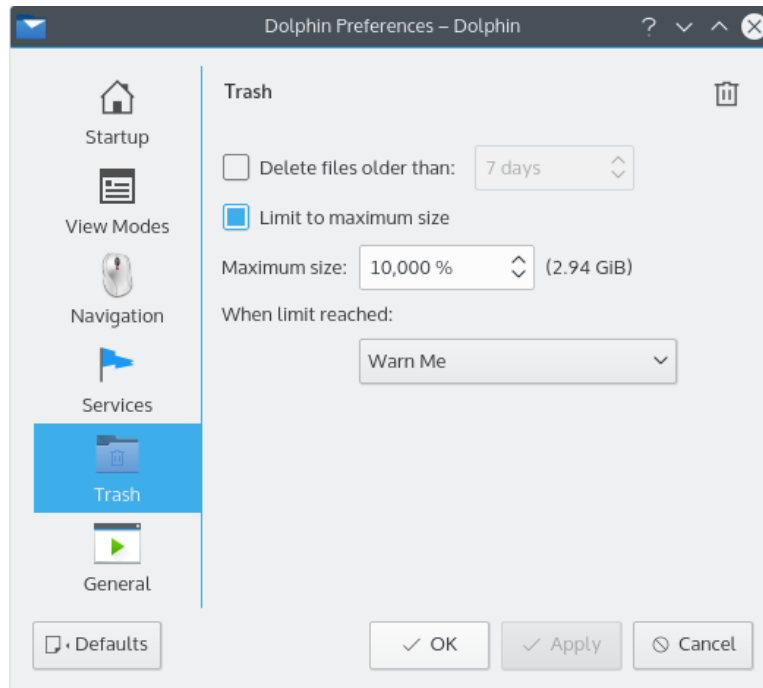 Dolphin Preferences – Dolphin
Startup
View Modes
Navigation
Services
Trash
General
Trash
Delete files older than: 7 days
Limit to maximum size
Maximum size: 10,000 % (2.94 GiB)
When limit reached:
Warn Me
Defaults
OK
Apply
Cancel